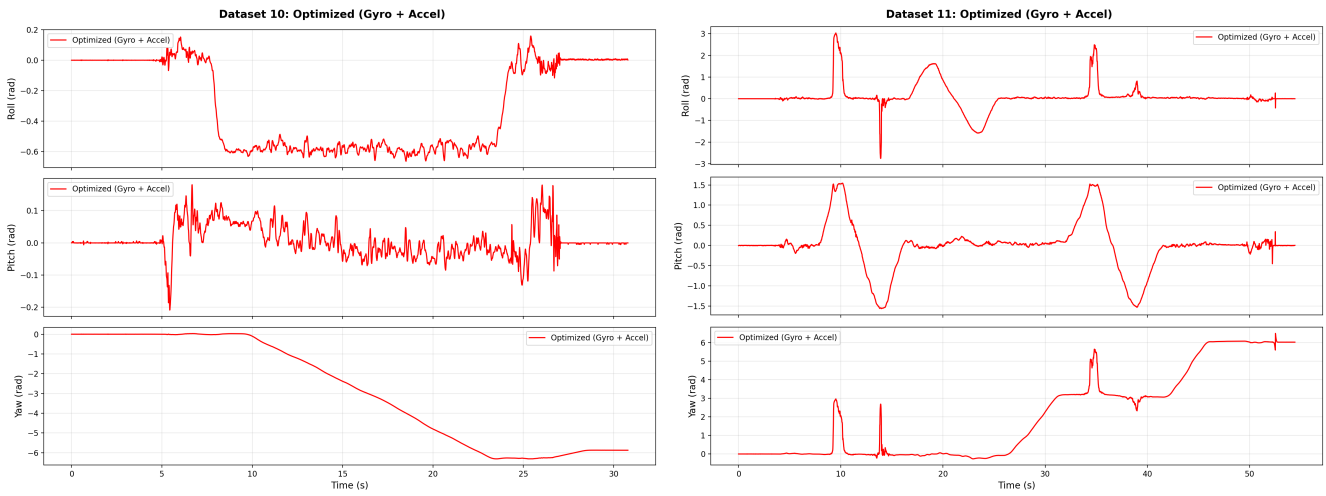 Dataset 10: Optimized (Gyro + Accel)
Optimized (Gyro + Accel)
Roll (rad)
0.2
0.0
−0.2
−0.4
−0.6
Optimized (Gyro + Accel)
Pitch (rad)
0.1
0.0
−0.1
−0.2
Optimized (Gyro + Accel)
Yaw (rad)
0
−1
−2
−3
−4
−5
−6
0 5 10 15 20 25 30
Time (s)
Dataset 11: Optimized (Gyro + Accel)
Optimized (Gyro + Accel)
Roll (rad)
3
2
1
0
−1
−2
−3
Optimized (Gyro + Accel)
Pitch (rad)
1.5
1.0
0.5
0.0
−0.5
−1.0
−1.5
Optimized (Gyro + Accel)
Yaw (rad)
6
5
4
3
2
1
0
0 10 20 30 40 50
Time (s)